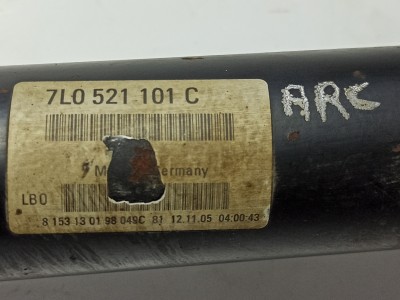 7L0 521 101 C
ARC
Germany
LBO
8 153 13 01 98 049C 81 12.11.05 04:00:43